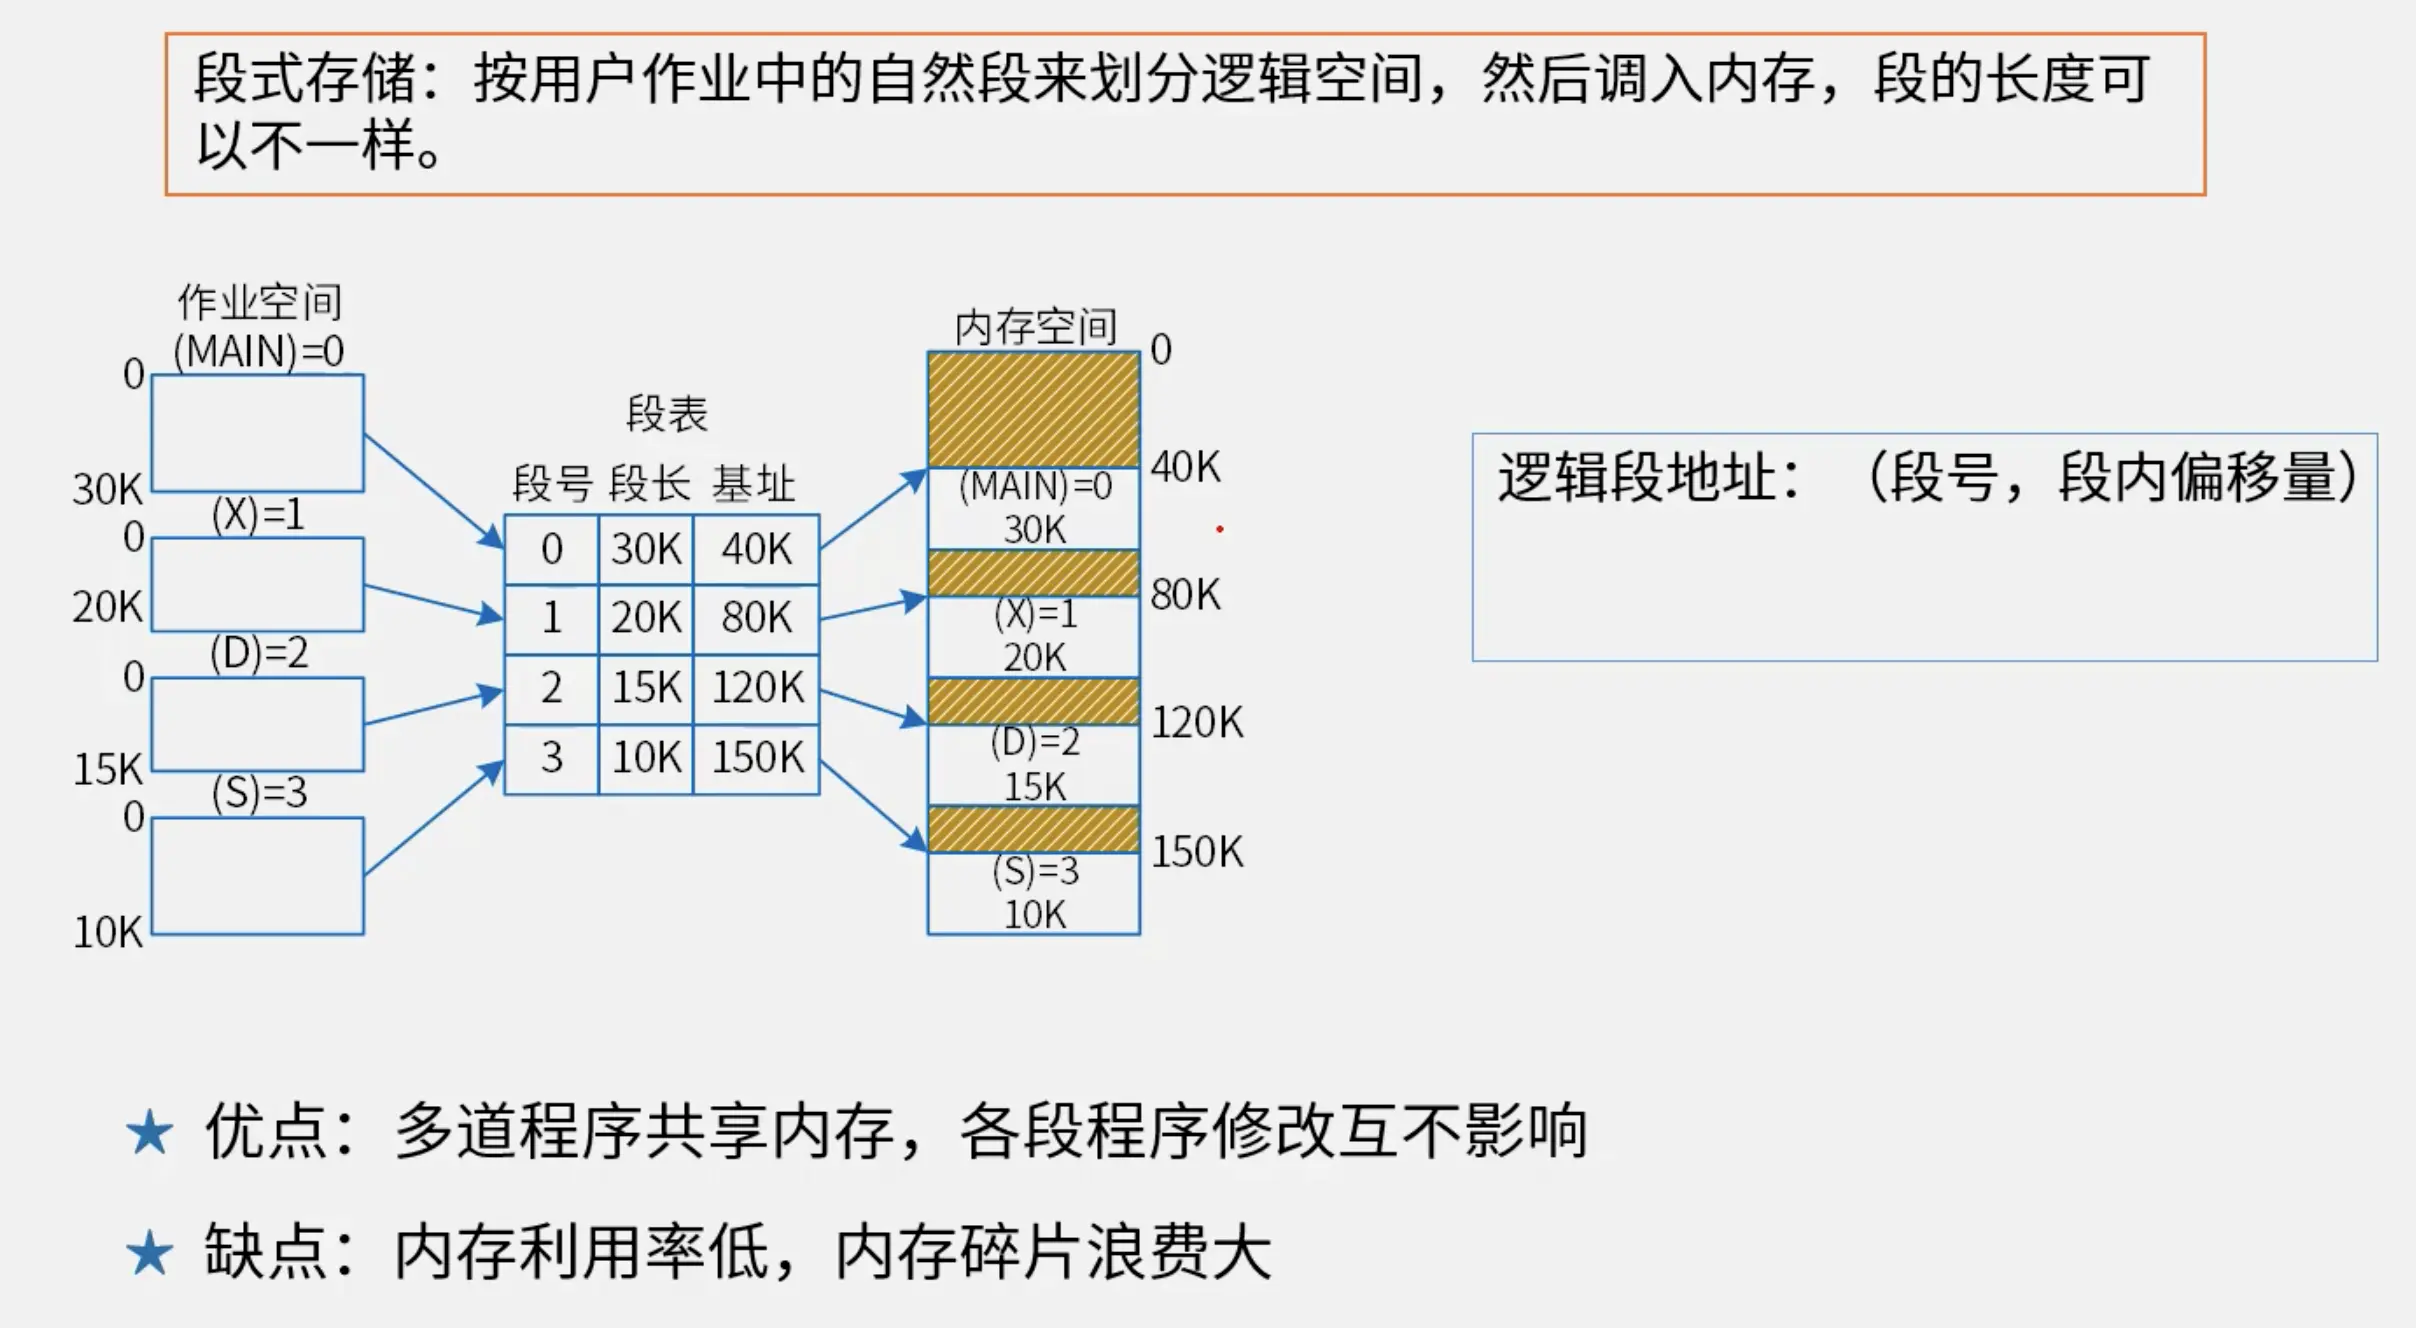 段式存储：按用户作业中的自然段来划分逻辑空间，然后调入内存，段的长度可
以不一样。
作业空间
(MAIN)=0
0
30K
(X)=1
0
20K
(D)=2
0
15K
(S)=3
0
10K
段表
段号 段长 基址
0 30K 40K
1 20K 80K
2 15K 120K
3 10K 150K
内存空间
0
40K
(MAIN)=0
30K
80K
(X)=1
20K
120K
(D)=2
15K
150K
(S)=3
10K
逻辑段地址：（段号，段内偏移量）
★ 优点：多道程序共享内存，各段程序修改互不影响
★ 缺点：内存利用率低，内存碎片浪费大